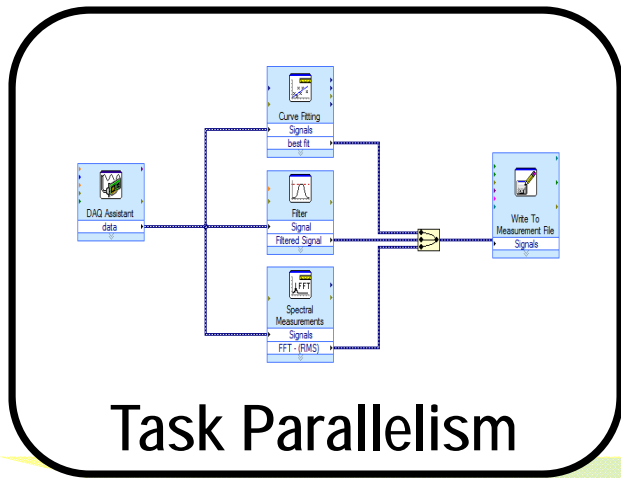 Curve Fitting
Signals
best fit
DAQ Assistant
data
Filter
Signal
Filtered Signal
Write To
Measurement File
Signals
FFT
Spectral
Measurements
Signals
FFT - (RMS)
Task Parallelism